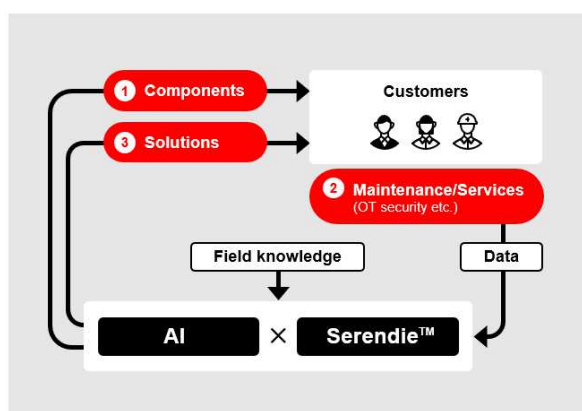 1 Components
Customers
3 Solutions
2 Maintenance/Services
(OT security etc.)
Field knowledge
Data
AI × Serendie™